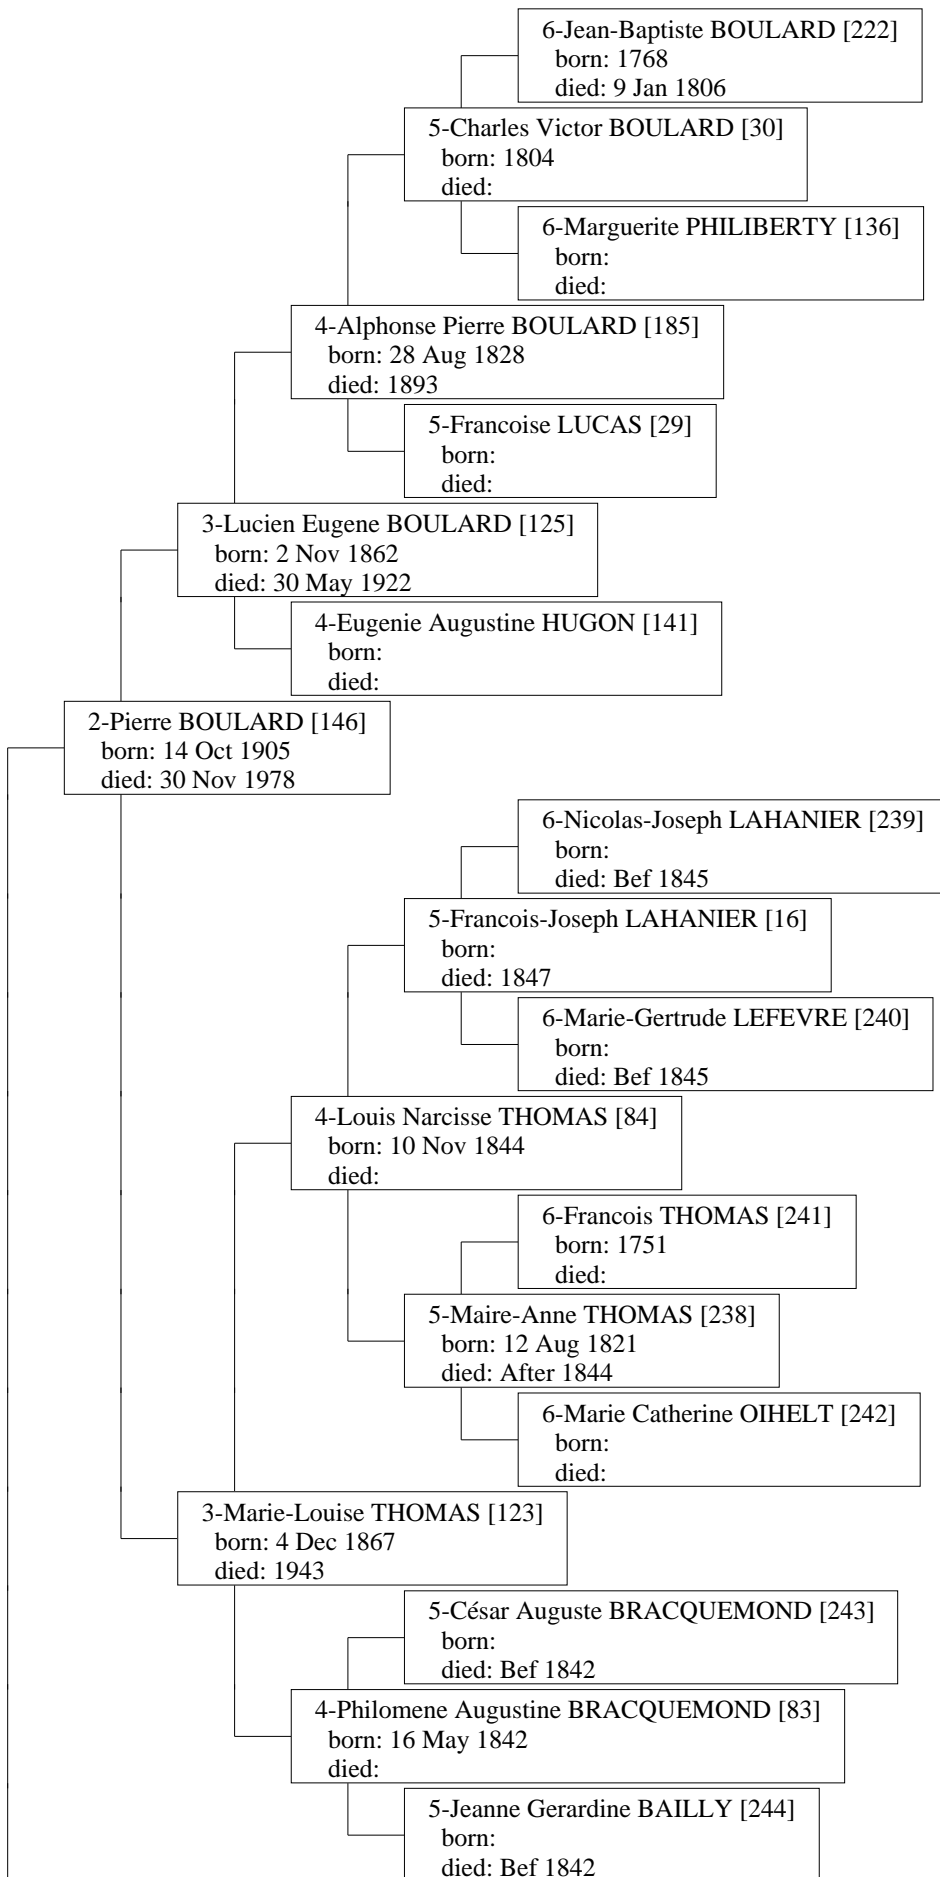 6-Jean-Baptiste BOULARD [222]
born: 1768
died: 9 Jan 1806
5-Charles Victor BOULARD [30]
born: 1804
died:
6-Marguerite PHILIBERTY [136]
born:
died:
4-Alphonse Pierre BOULARD [185]
born: 28 Aug 1828
died: 1893
5-Francoise LUCAS [29]
born:
died:
3-Lucien Eugene BOULARD [125]
born: 2 Nov 1862
died: 30 May 1922
4-Eugenie Augustine HUGON [141]
born:
died:
2-Pierre BOULARD [146]
born: 14 Oct 1905
died: 30 Nov 1978
6-Nicolas-Joseph LAHANIER [239]
born:
died: Bef 1845
5-Francois-Joseph LAHANIER [16]
born:
died: 1847
6-Marie-Gertrude LEFEVRE [240]
born:
died: Bef 1845
4-Louis Narcisse THOMAS [84]
born: 10 Nov 1844
died:
6-Francois THOMAS [241]
born: 1751
died:
5-Maire-Anne THOMAS [238]
born: 12 Aug 1821
died: After 1844
6-Marie Catherine OIHELT [242]
born:
died:
3-Marie-Louise THOMAS [123]
born: 4 Dec 1867
died: 1943
5-César Auguste BRACQUEMOND [243]
born:
died: Bef 1842
4-Philomene Augustine BRACQUEMOND [83]
born: 16 May 1842
died:
5-Jeanne Gerardine BAILLY [244]
born:
died: Bef 1842